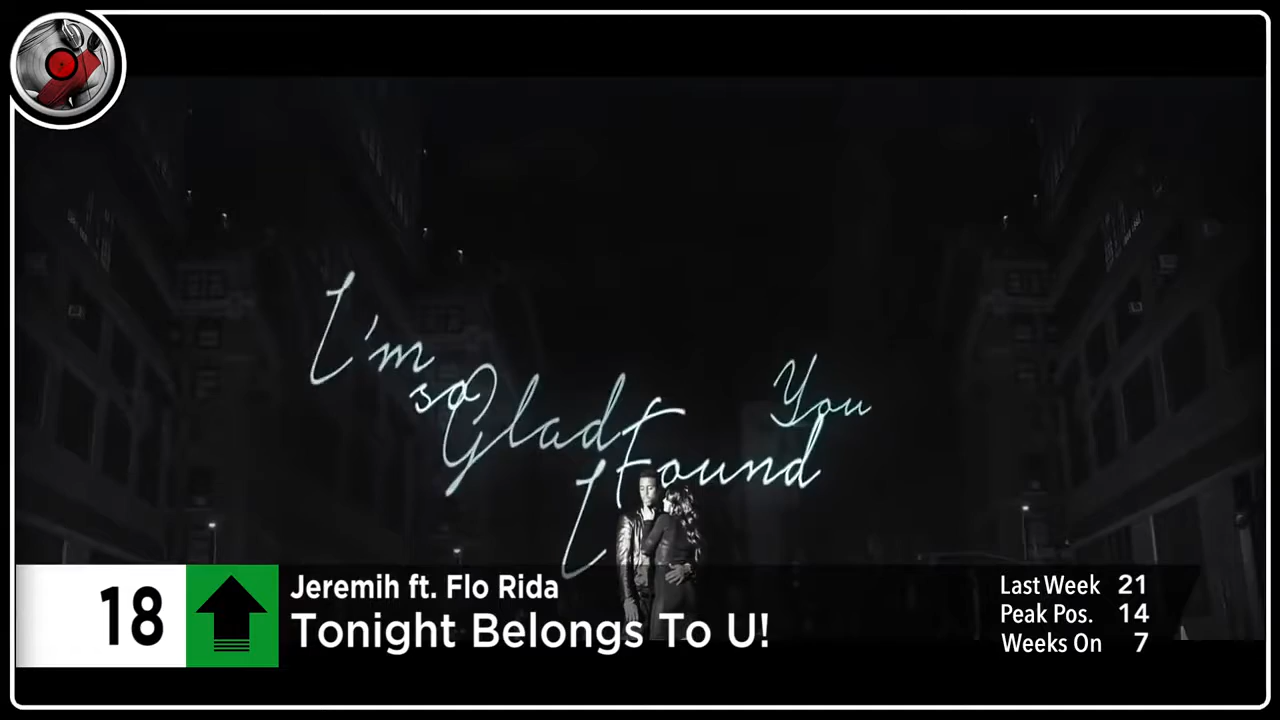 I'm
so
Glad
You
I Found
18
Jeremih ft. Flo Rida
Tonight Belongs To U!
Last Week 21
Peak Pos. 14
Weeks On 7